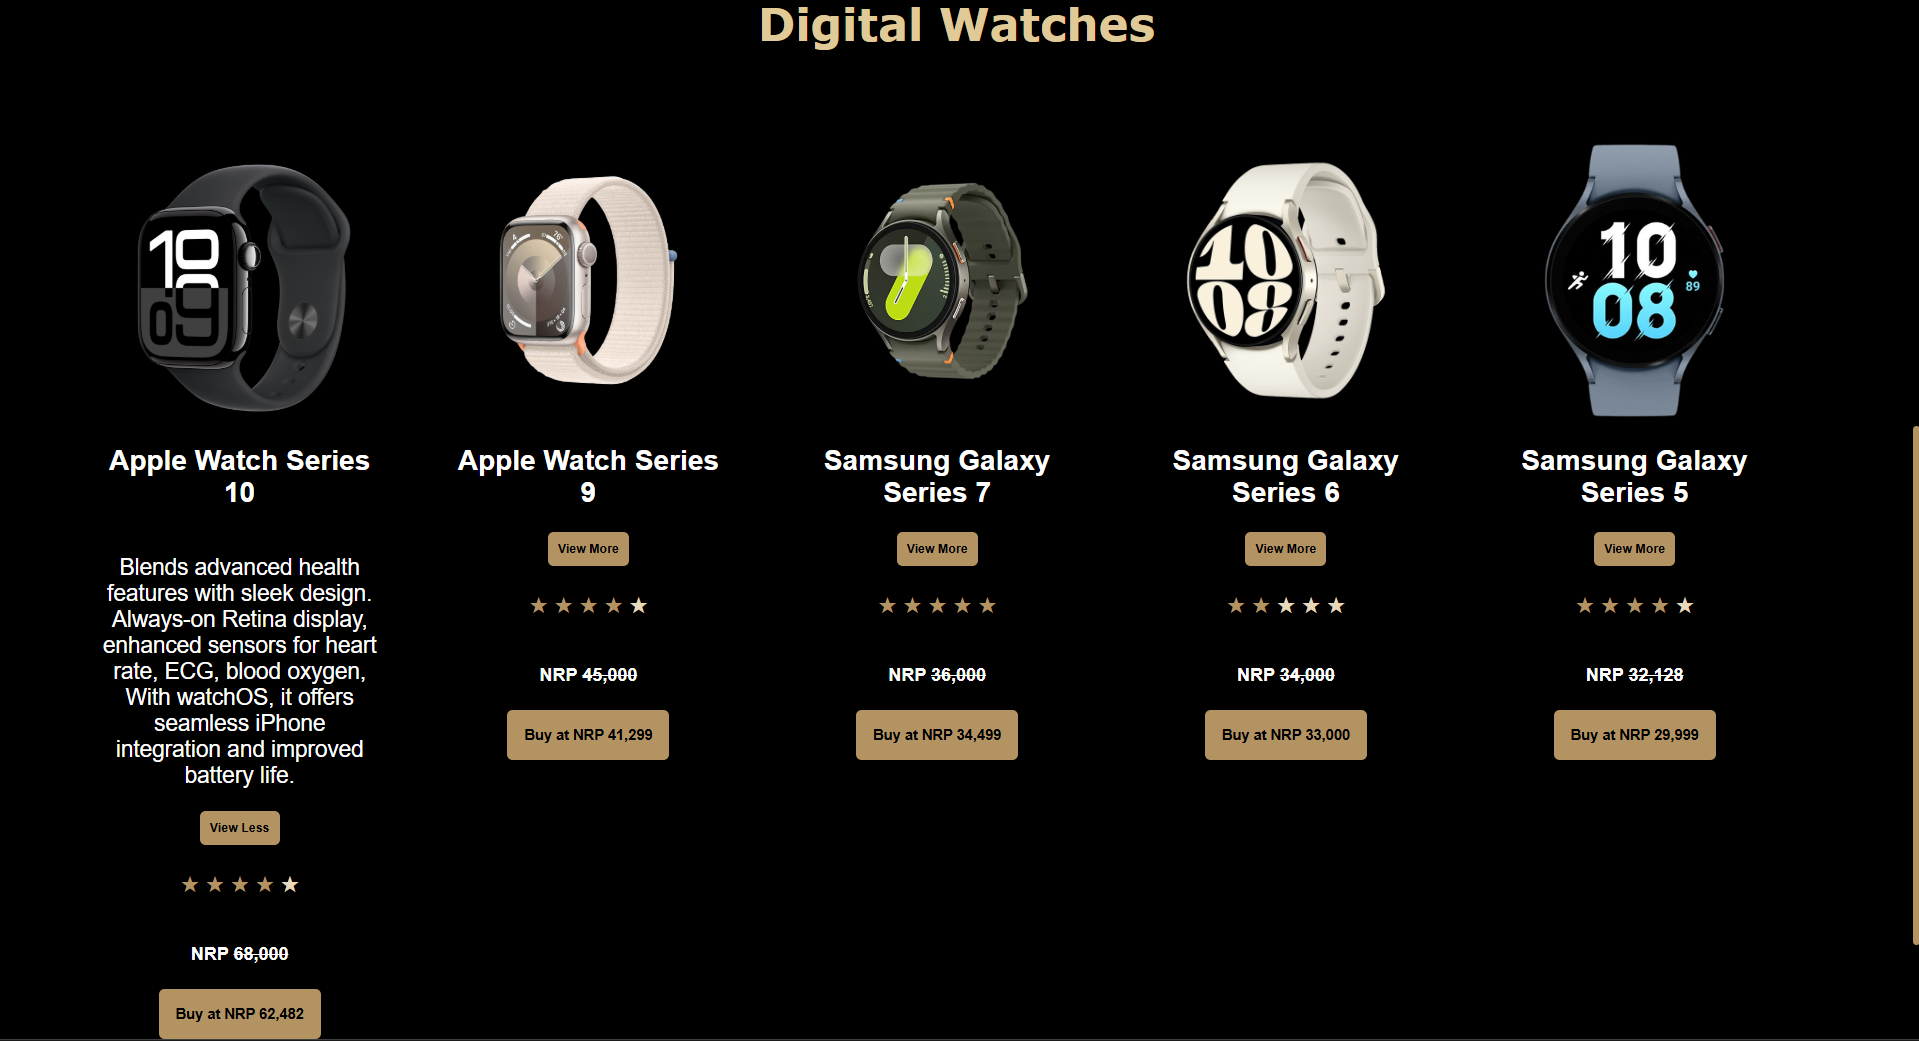 Digital Watches
Apple Watch Series
10
Blends advanced health
features with sleek design.
Always-on Retina display,
enhanced sensors for heart
rate, ECG, blood oxygen,
With watchOS, it offers
seamless iPhone
integration and improved
battery life.
View Less
★ ★ ★ ★ ★
NRP 68,000
Buy at NRP 62,482
Apple Watch Series
9
View More
★ ★ ★ ★ ★
NRP 45,000
Buy at NRP 41,299
Samsung Galaxy
Series 7
View More
★ ★ ★ ★ ★
NRP 36,000
Buy at NRP 34,499
10
08
Samsung Galaxy
Series 6
View More
★ ★ ★ ★ ★
NRP 34,000
Buy at NRP 33,000
10
08
89
Samsung Galaxy
Series 5
View More
★ ★ ★ ★ ★
NRP 32,128
Buy at NRP 29,999